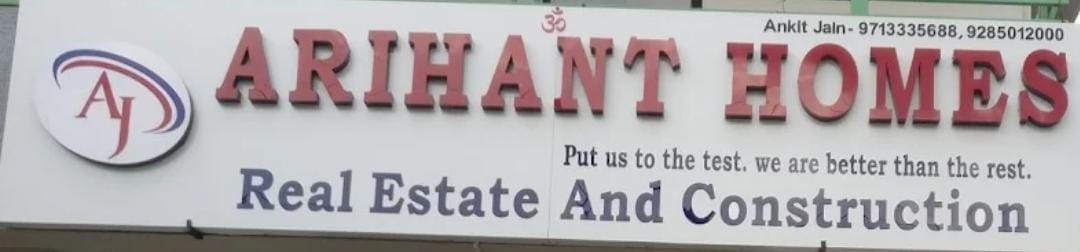 ॐ
Ankit Jain- 9713335688, 9285012000
AJ
ARIHANT HOMES
Put us to the test. we are better than the rest.
Real Estate And Construction